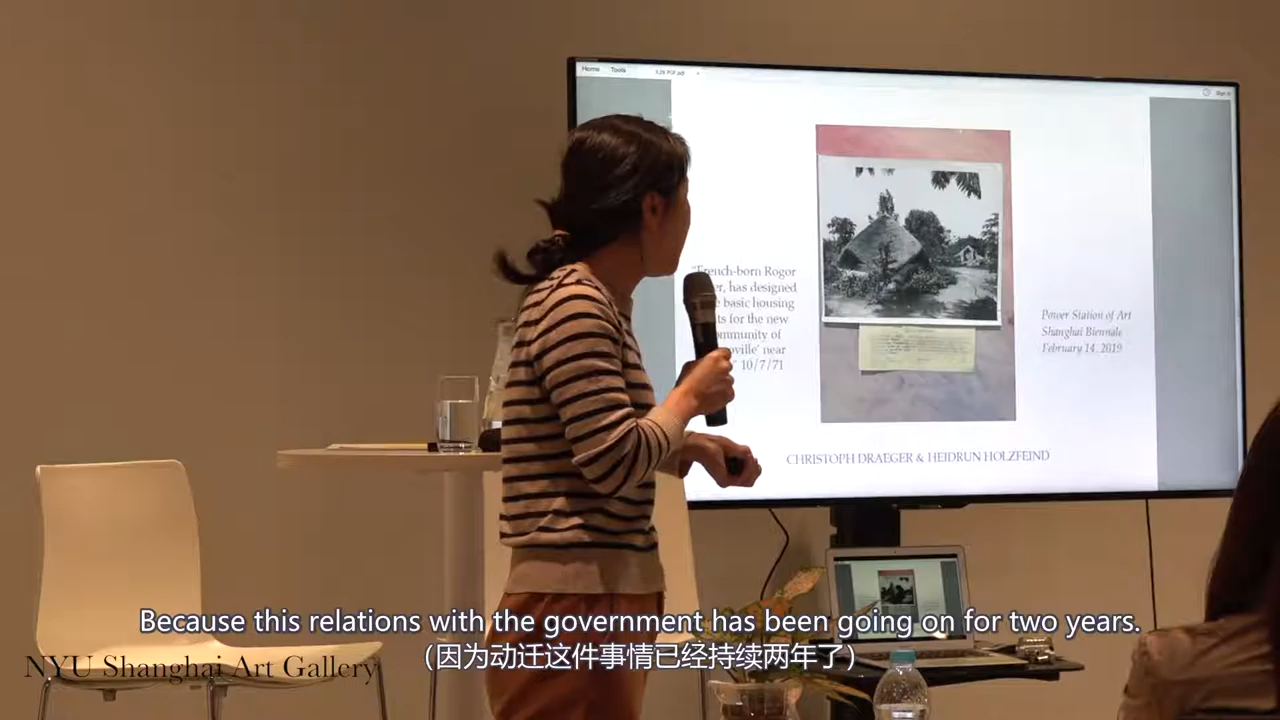 Home Tools
Sign In
"French-born Rogor
has designed
basic housing
for the new
community of
near
10/7/71
Power Station of Art
Shanghai Biennale
February 14. 2019
CHRISTOPH DRAEGER & HEIDRUN HOLZFEIND
Because this relations with the government has been going on for two years.
(因为动迁这件事情已经持续两年了)
NYU Shanghai Art Gallery